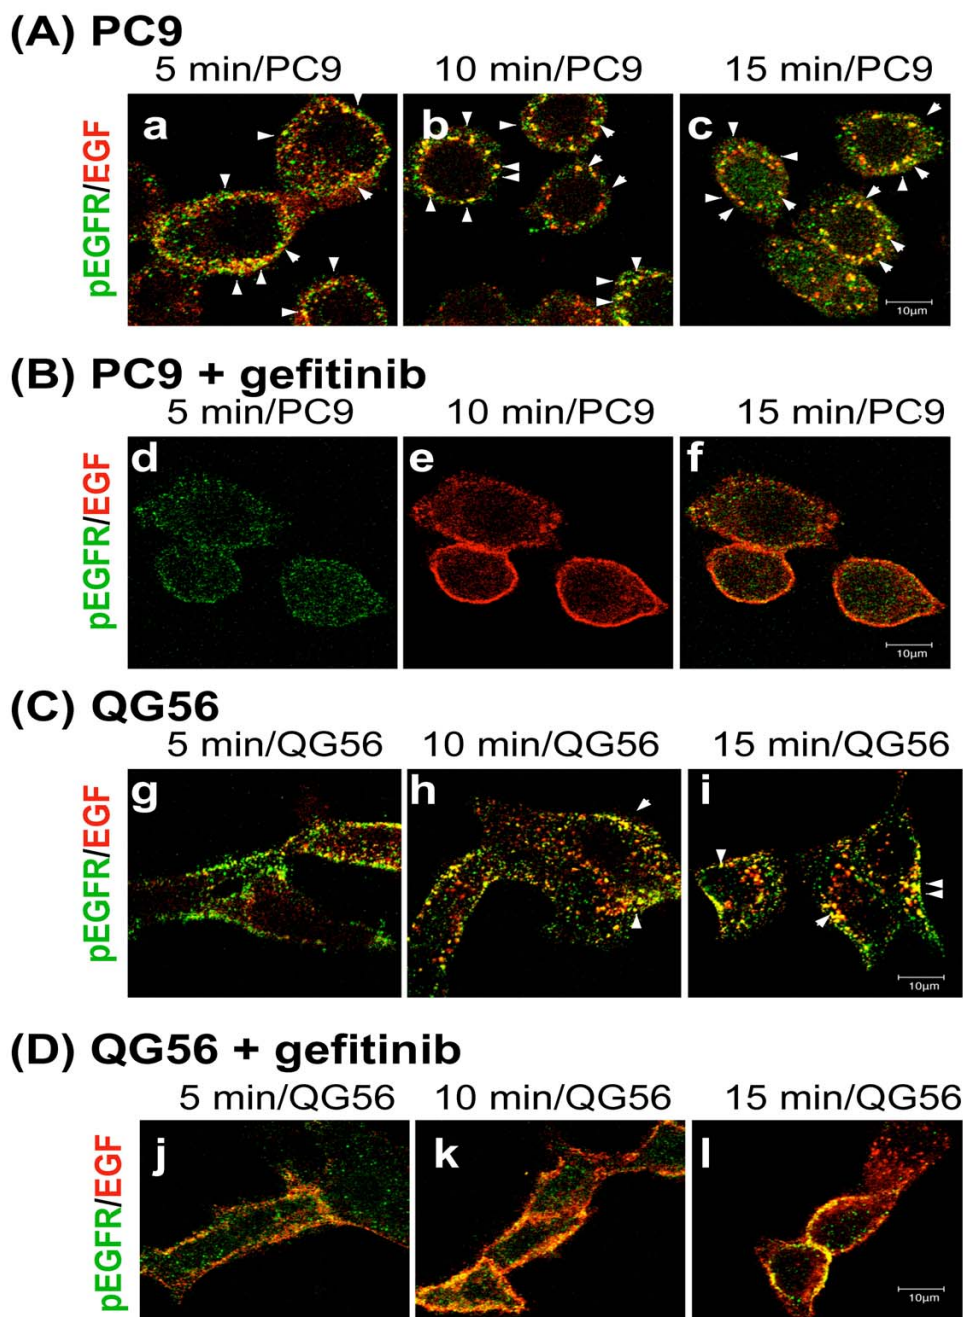 (A) PC9
5 min/PC9 10 min/PC9 15 min/PC9
pEGFR/EGF
a b c
10µm
(B) PC9 + gefitinib
5 min/PC9 10 min/PC9 15 min/PC9
pEGFR/EGF
d e f
10µm
(C) QG56
5 min/QG56 10 min/QG56 15 min/QG56
pEGFR/EGF
g h i
10µm
(D) QG56 + gefitinib
5 min/QG56 10 min/QG56 15 min/QG56
pEGFR/EGF
j k l
10µm